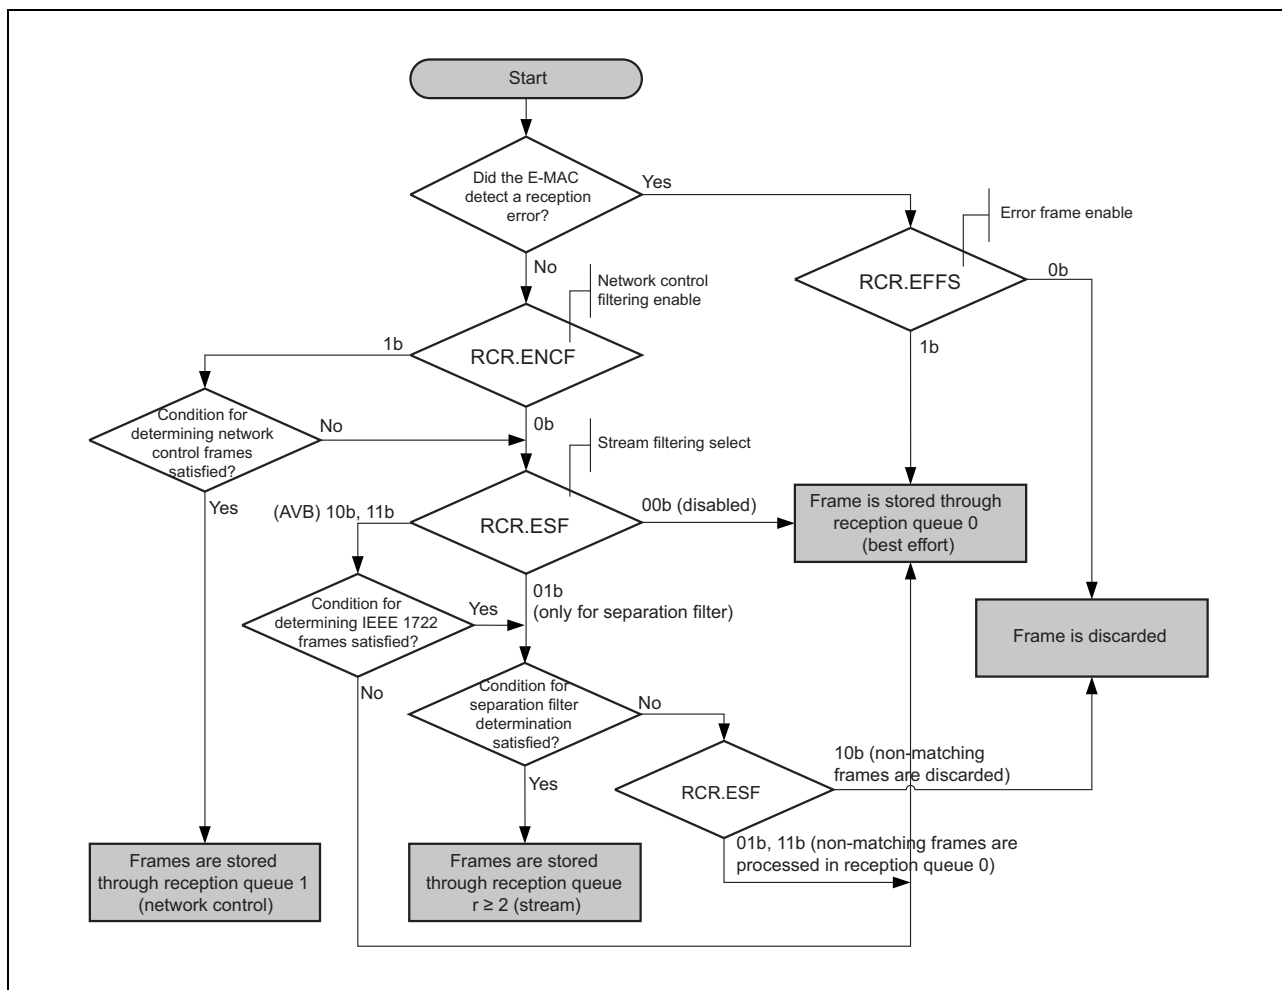 Start
Did the E-MAC
detect a reception
error?
Yes
Error frame enable
No
Network control
filtering enable
RCR.EFFS
0b
1b
RCR.ENCF
1b
Condition for
determining network
control frames
satisfied?
No
0b
Stream filtering select
Yes
(AVB) 10b, 11b
RCR.ESF
00b (disabled)
Frame is stored through
reception queue 0
(best effort)
Condition for
determining IEEE 1722
frames satisfied?
Yes
01b
(only for separation filter)
Frame is discarded
No
Condition for
separation filter
determination
satisfied?
No
Yes
RCR.ESF
10b (non-matching
frames are discarded)
01b, 11b (non-matching frames are
processed in reception queue 0)
Frames are stored
through reception queue 1
(network control)
Frames are stored
through reception queue
r ≥ 2 (stream)